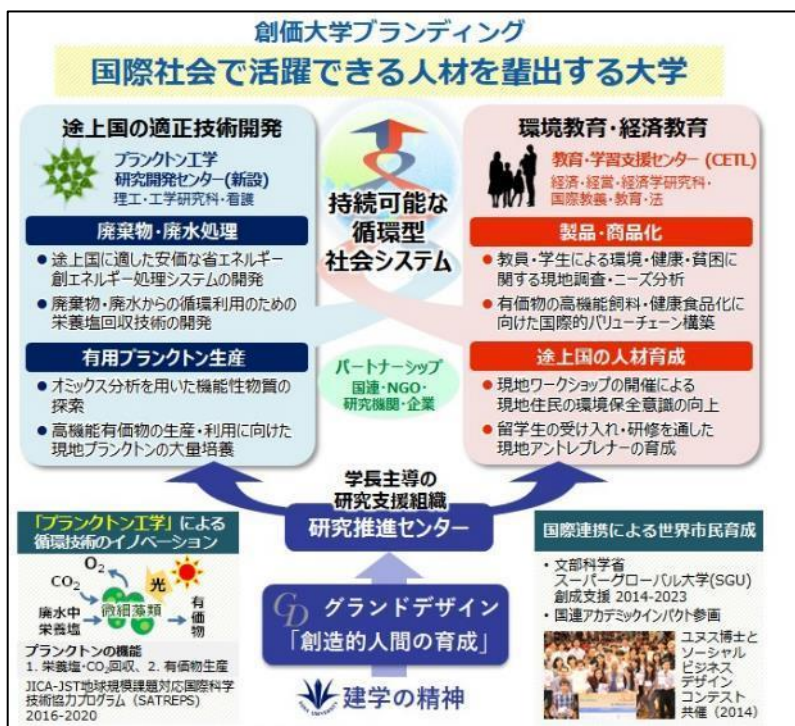 創価大学ブランディング
国際社会で活躍できる人材を輩出する大学
途上国の適正技術開発
プランクトン工学
研究開発センター(新設)
理工・工学研究科・看護
廃棄物・廃水処理
● 途上国に適した安価な省エネルギー
創エネルギー処理システムの開発
● 廃棄物・廃水からの循環利用のための
栄養塩回収技術の開発
有用プランクトン生産
● オミックス分析を用いた機能性物質の
探索
● 高機能有価物の生産・利用に向けた
現地プランクトンの大量培養
持続可能な
循環型
社会システム
パートナーシップ
国連・NGO・
研究機関・企業
環境教育・経済教育
教育・学習支援センター (CETL)
経済・経営・経済学研究科・
国際教養・教育・法
製品・商品化
● 教員・学生による環境・健康・貧困に
関する現地調査・ニーズ分析
● 有価物の高機能飼料・健康食品化に
向けた国際的バリューチェーン構築
途上国の人材育成
● 現地ワークショップの開催による
現地住民の環境保全意識の向上
● 留学生の受け入れ・研修を通した
現地アントレプレナーの育成
学長主導の
研究支援組織
研究推進センター
GD グランドデザイン
「創造的人間の育成」
建学の精神
「プランクトン工学」による
循環技術のイノベーション
O2
CO2
光
廃水中
栄養塩
微細藻類
有価物
プランクトンの機能
1. 栄養塩・CO2回収、2. 有価物生産
JICA-JST地球規模課題対応国際科学
技術協力プログラム（SATREPS）
2016-2020
国際連携による世界市民育成
・ 文部科学省
スーパーグローバル大学(SGU)
創成支援 2014-2023
・ 国連アカデミックインパクト参画
ユヌス博士と
ソーシャル
ビジネス
デザイン
コンテスト
共催（2014）